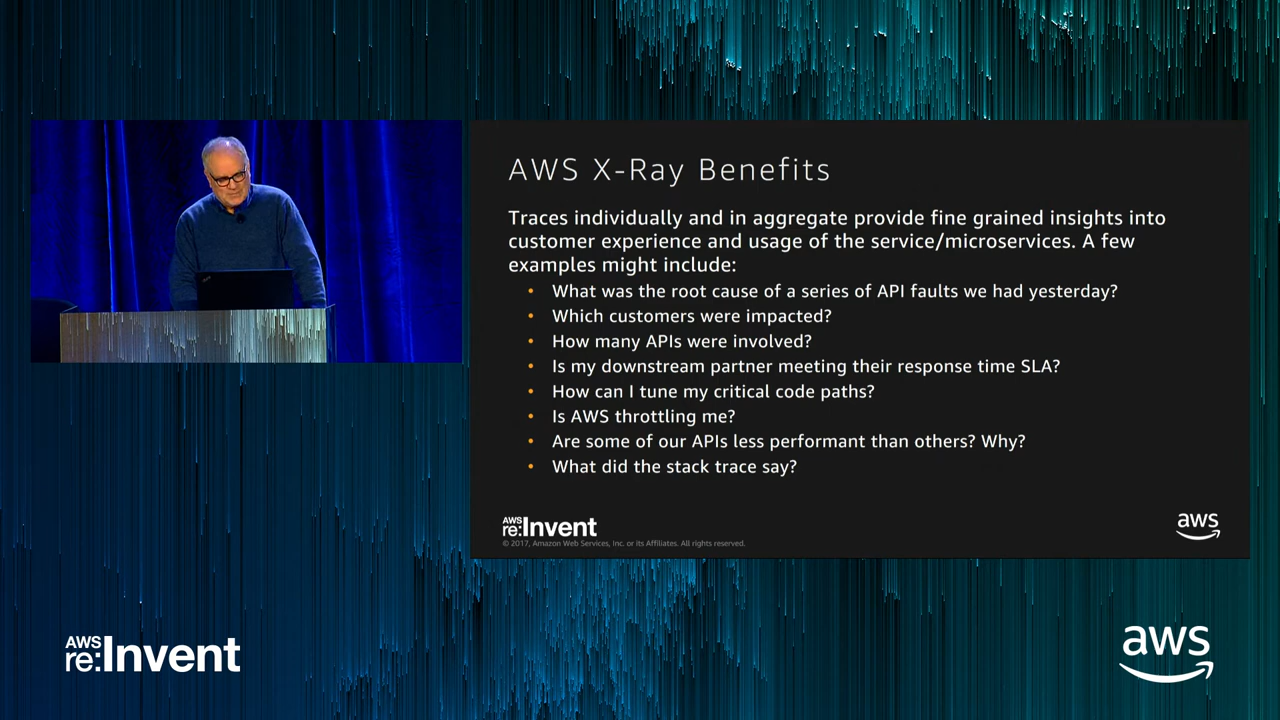 AWS X-Ray Benefits
Traces individually and in aggregate provide fine grained insights into
customer experience and usage of the service/microservices. A few
examples might include:
• What was the root cause of a series of API faults we had yesterday?
• Which customers were impacted?
• How many APIs were involved?
• Is my downstream partner meeting their response time SLA?
• How can I tune my critical code paths?
• Is AWS throttling me?
• Are some of our APIs less performant than others? Why?
• What did the stack trace say?
AWS
re:Invent
© 2017, Amazon Web Services, Inc. or its Affiliates. All rights reserved.
aws
AWS
re:Invent
aws